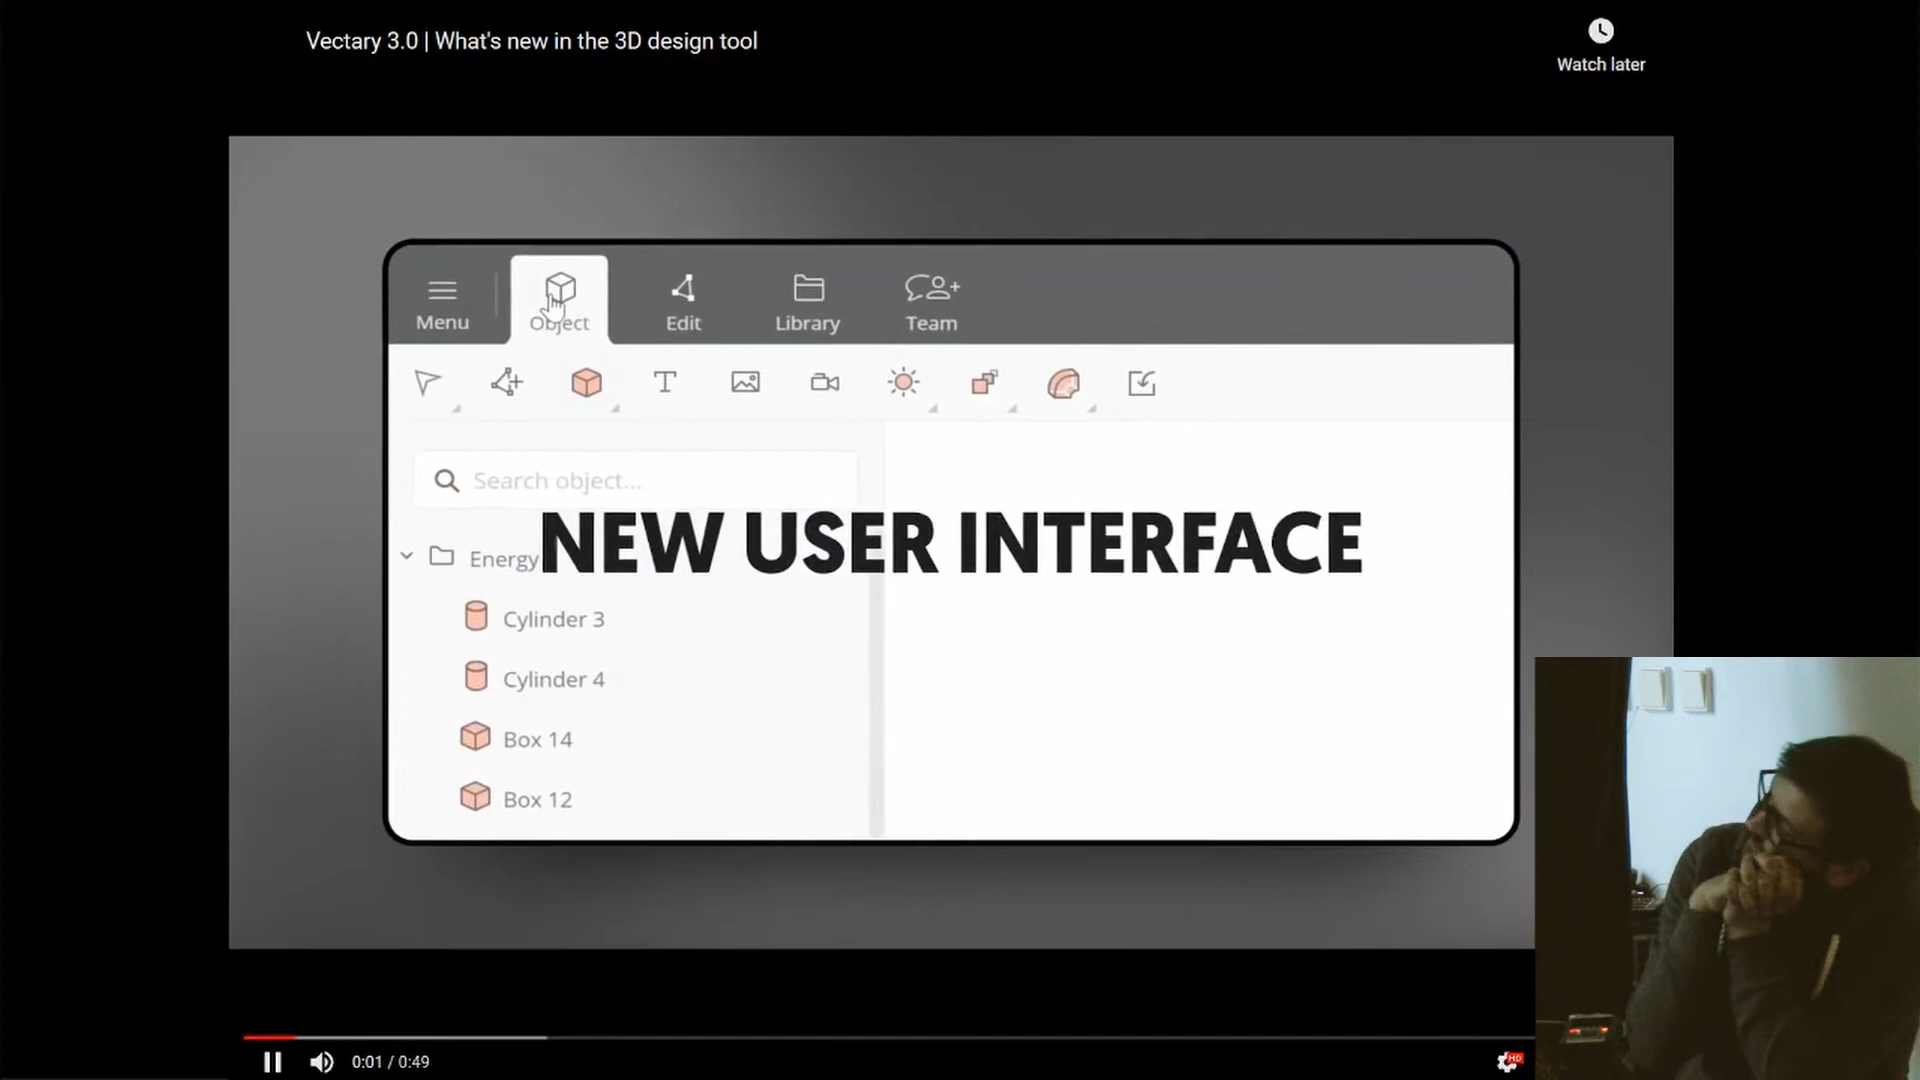 Vectary 3.0 | What's new in the 3D design tool
Watch later
Menu
Object
Edit
Library
Team
T
Search object...
NEW USER INTERFACE
Energy
Cylinder 3
Cylinder 4
Box 14
Box 12
0:01 / 0:49
HD